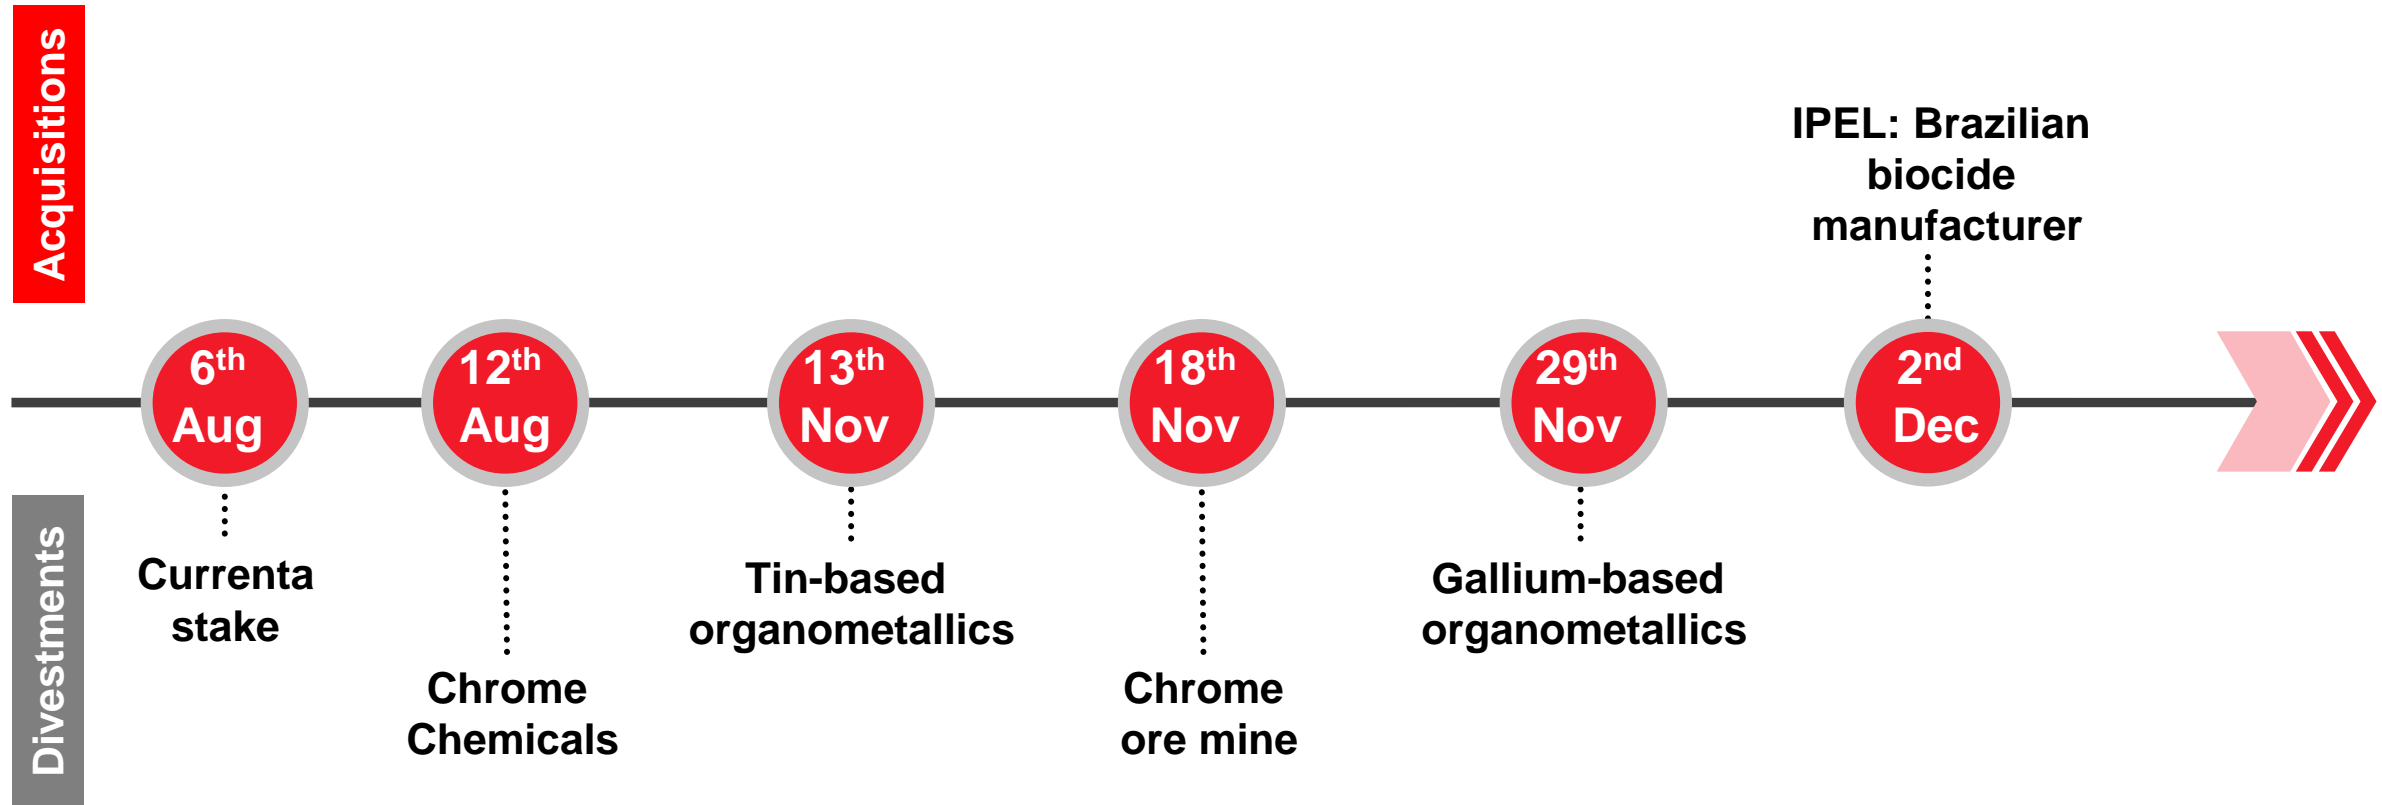 Acquisitions
IPEL: Brazilian
biocide
manufacturer
6th
Aug
12th
Aug
13th
Nov
18th
Nov
29th
Nov
2nd
Dec
Divestments
Currenta
stake
Chrome
Chemicals
Tin-based
organometallics
Chrome
ore mine
Gallium-based
organometallics